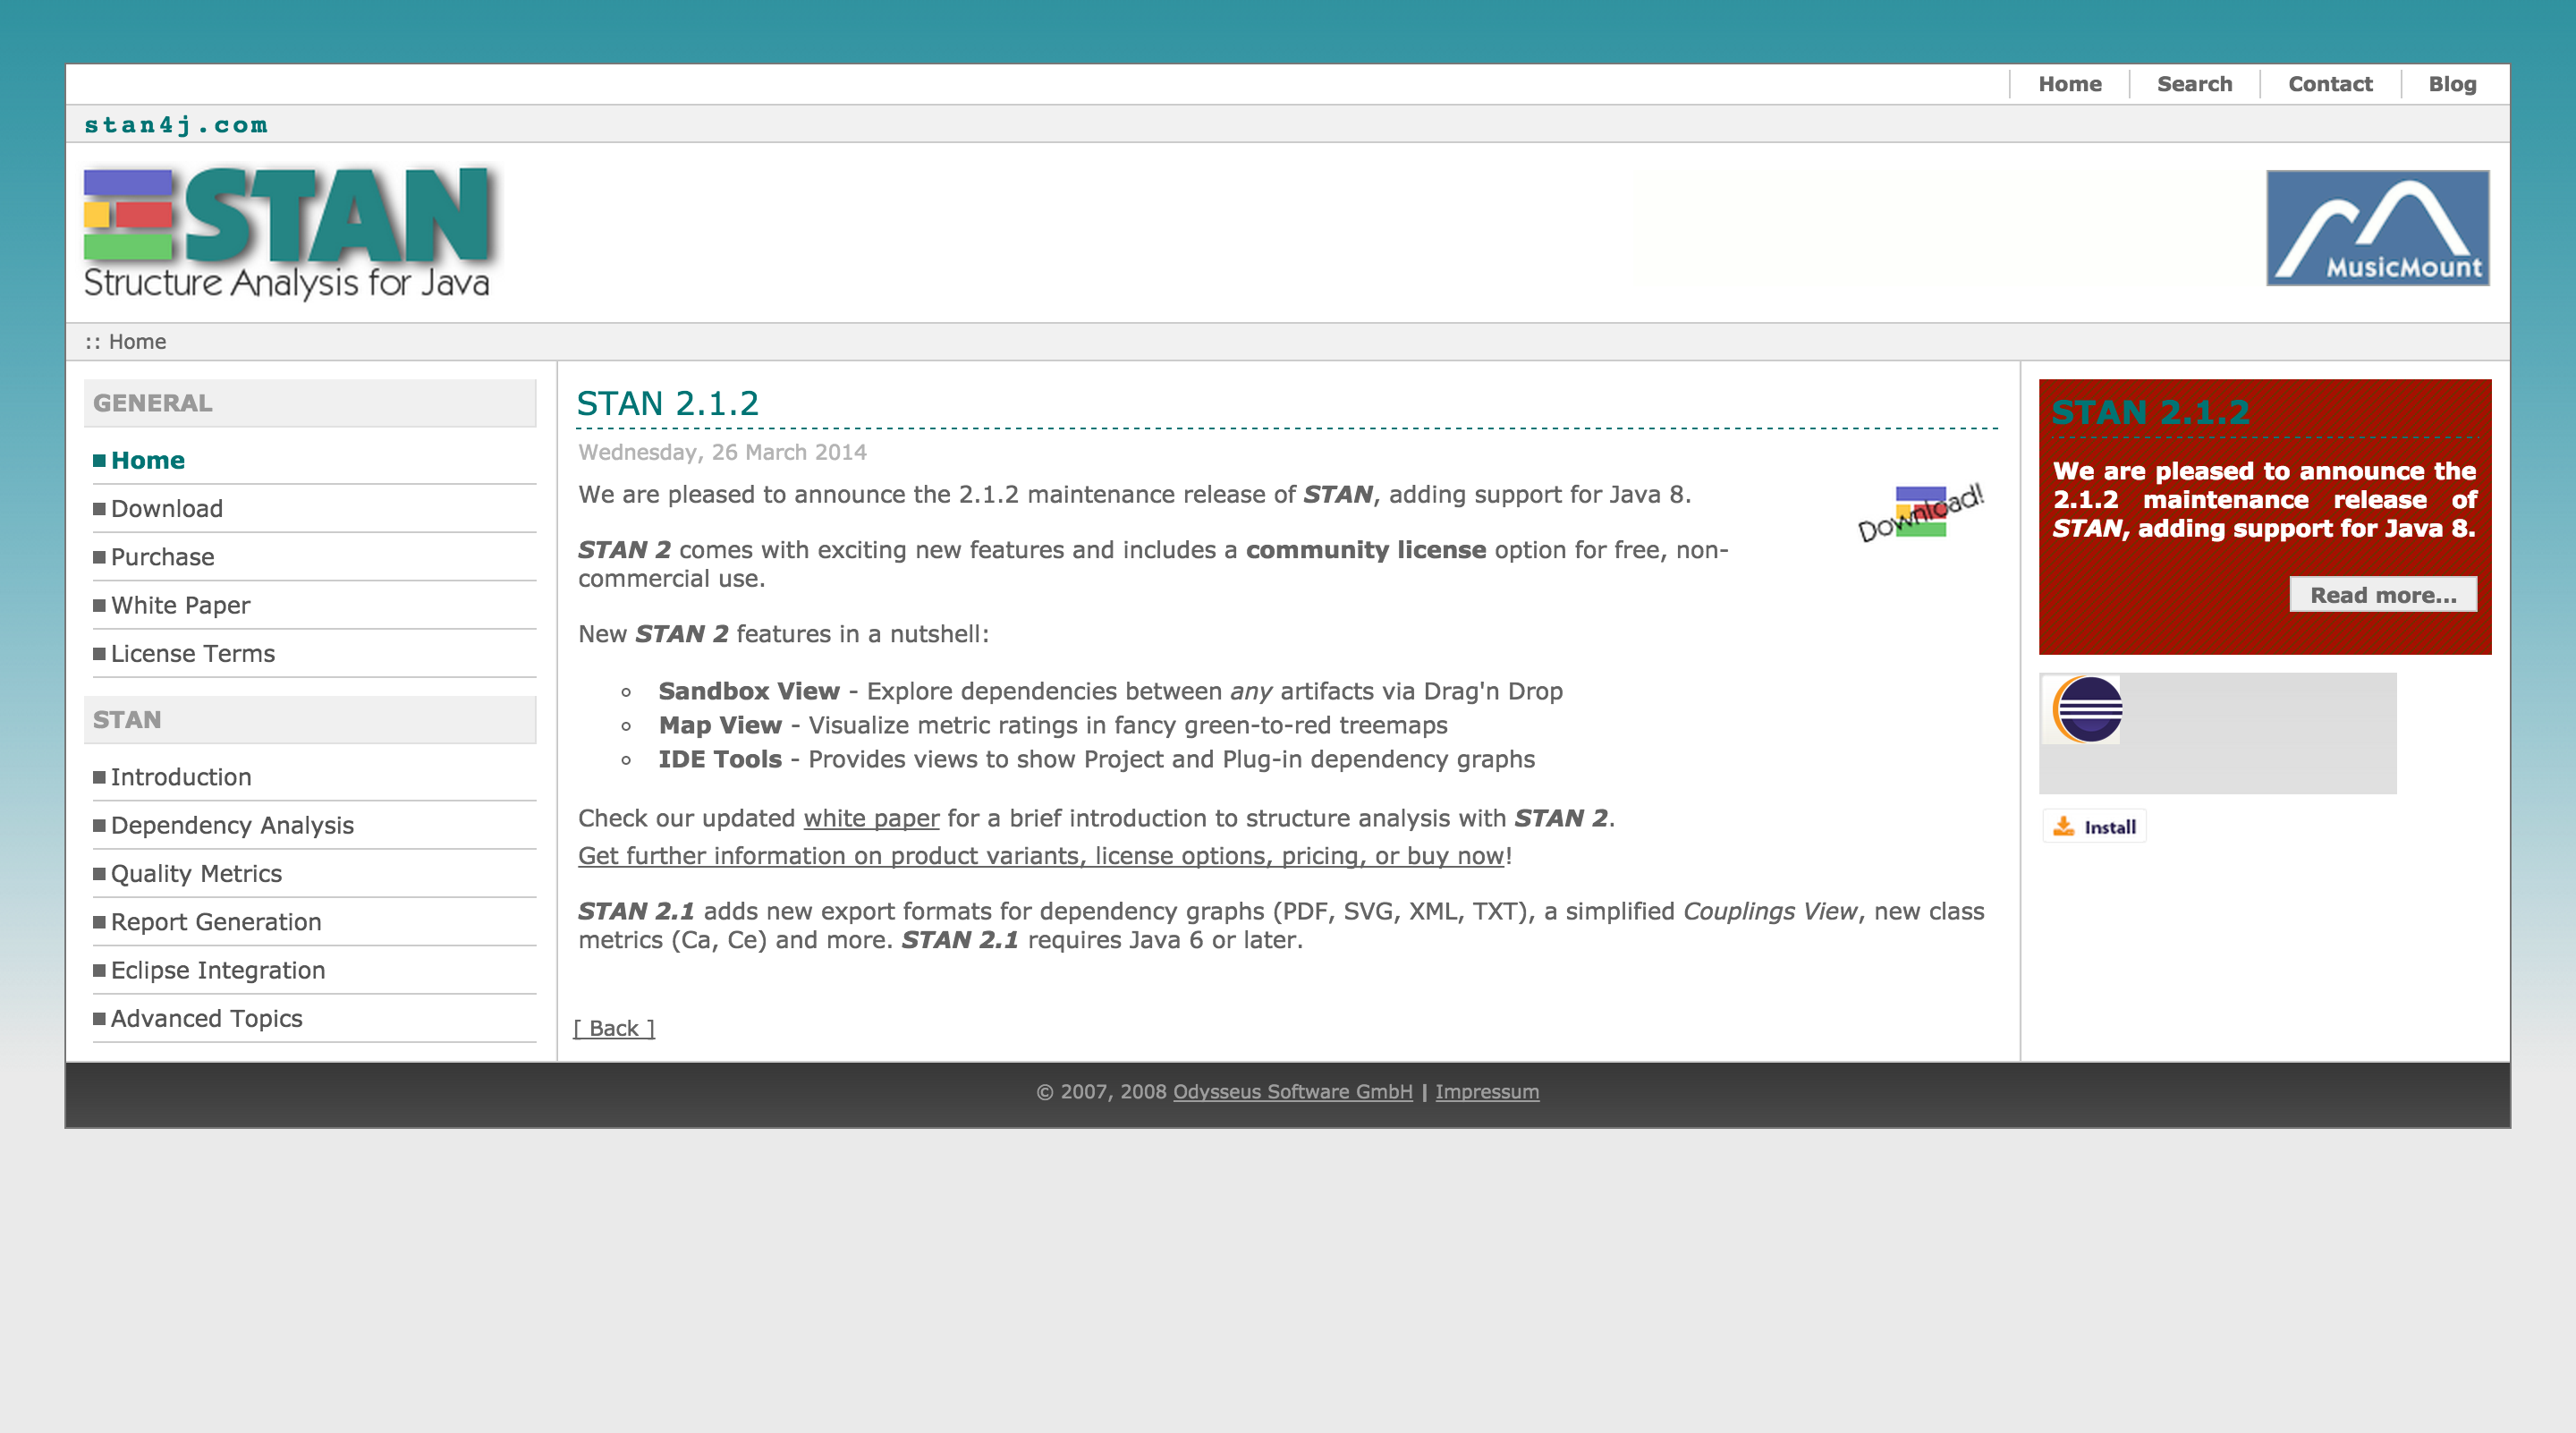 Home Search Contact Blog
stan4j.com
STAN
Structure Analysis for Java
MusicMount
:: Home
GENERAL
Home
Download
Purchase
White Paper
License Terms
STAN
Introduction
Dependency Analysis
Quality Metrics
Report Generation
Eclipse Integration
Advanced Topics
STAN 2.1.2
Wednesday, 26 March 2014
We are pleased to announce the 2.1.2 maintenance release of STAN, adding support for Java 8.
Download!
STAN 2 comes with exciting new features and includes a community license option for free, non-
commercial use.
New STAN 2 features in a nutshell:
Sandbox View - Explore dependencies between any artifacts via Drag'n Drop
Map View - Visualize metric ratings in fancy green-to-red treemaps
IDE Tools - Provides views to show Project and Plug-in dependency graphs
Check our updated white paper for a brief introduction to structure analysis with STAN 2.
Get further information on product variants, license options, pricing, or buy now!
STAN 2.1 adds new export formats for dependency graphs (PDF, SVG, XML, TXT), a simplified Couplings View, new class
metrics (Ca, Ce) and more. STAN 2.1 requires Java 6 or later.
[ Back ]
STAN 2.1.2
We are pleased to announce the
2.1.2 maintenance release of
STAN, adding support for Java 8.
Read more...
Install
© 2007, 2008 Odysseus Software GmbH | Impressum